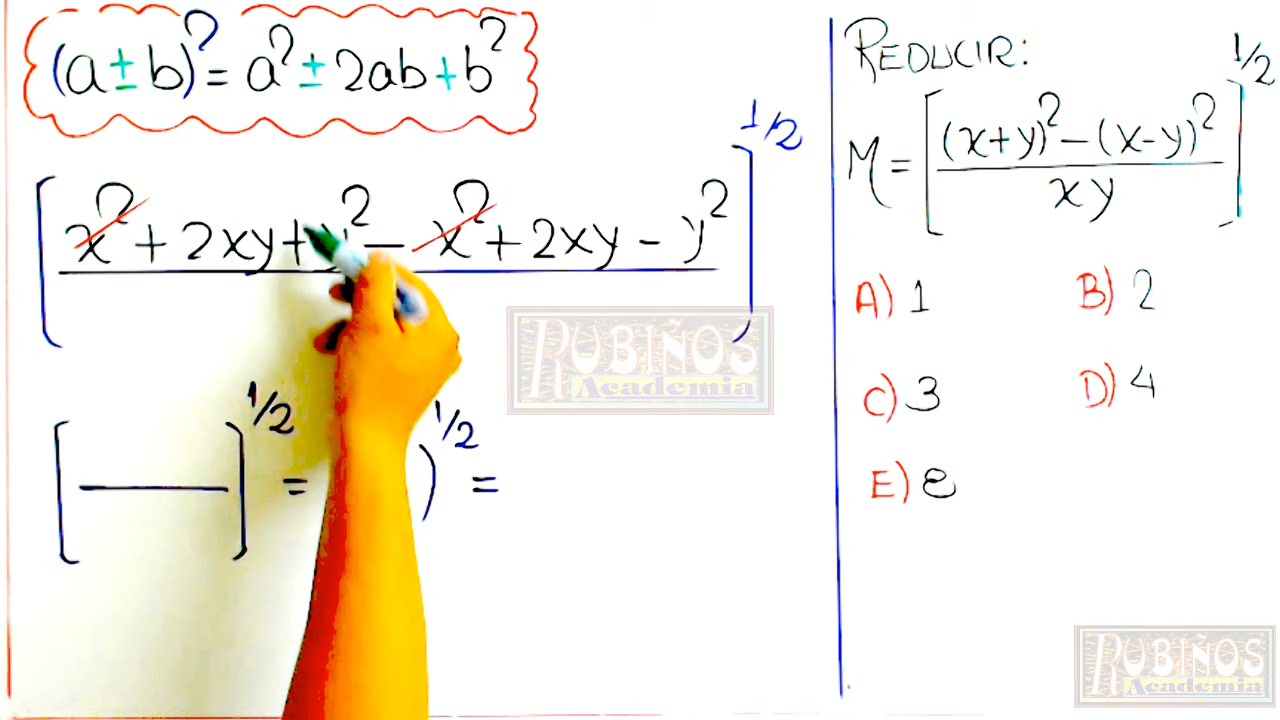 (a ± b)² = a² ± 2ab + b²
[x² + 2xy + y² - x² + 2xy - y²]^1/2
[ ]^1/2 = )^1/2 =
REDUCIR:
M = [(x+y)² - (x-y)² / xy]^1/2
A) 1 B) 2
C) 3 D) 4
E) 8
RUBIÑOS
Academia
RUBIÑOS
Academia